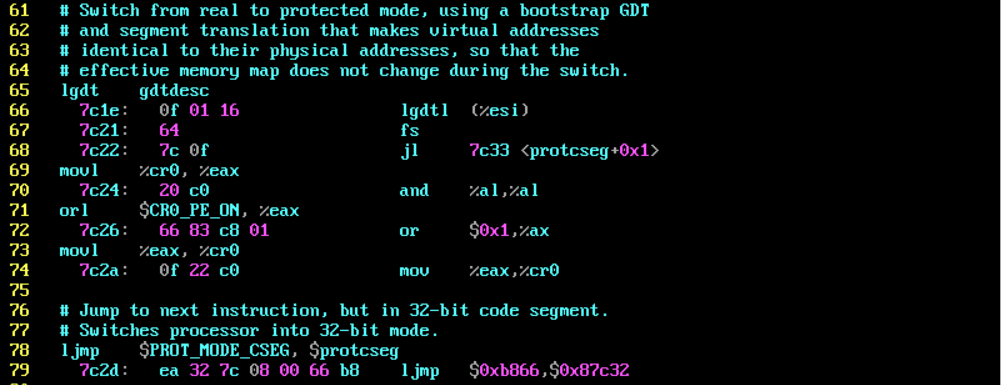 61 # Switch from real to protected mode, using a bootstrap GDT
62 # and segment translation that makes virtual addresses
63 # identical to their physical addresses, so that the
64 # effective memory map does not change during the switch.
65 lgdt gdtdesc
66 7c1e: 0f 01 16 lgdtl (%esi)
67 7c21: 64 fs
68 7c22: 7c 0f jl 7c33 <protcseg+0x1>
69 movl %cr0, %eax
70 7c24: 20 c0 and %al,%al
71 orl $CR0_PE_ON, %eax
72 7c26: 66 83 c8 01 or $0x1,%ax
73 movl %eax, %cr0
74 7c2a: 0f 22 c0 mov %eax,%cr0
75
76 # Jump to next instruction, but in 32-bit code segment.
77 # Switches processor into 32-bit mode.
78 ljmp $PROT_MODE_CSEG, $protcseg
79 7c2d: ea 32 7c 08 00 66 b8 ljmp $0xb866,$0x87c32